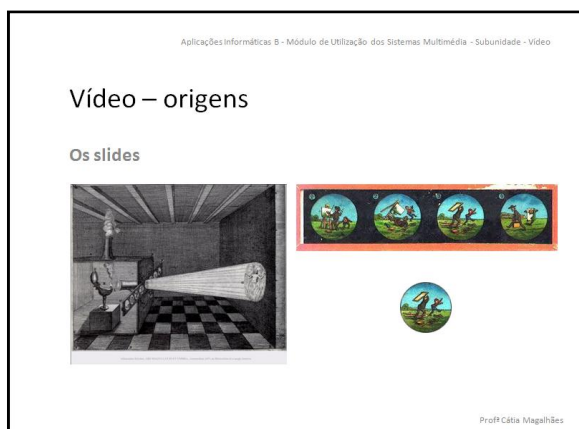 Aplicações Informáticas B - Módulo de Utilização dos Sistemas Multimédia - Subunidade - Vídeo
Vídeo – origens
Os slides
Profª Cátia Magalhães